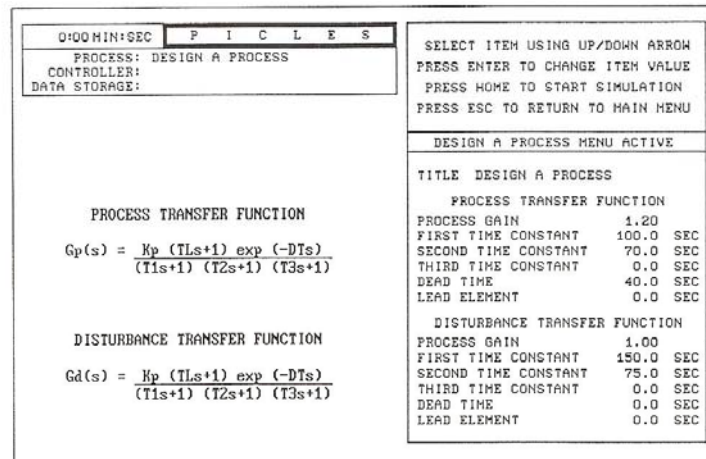 0:00 MIN:SEC P I C L E S
PROCESS: DESIGN A PROCESS
CONTROLLER:
DATA STORAGE:
SELECT ITEM USING UP/DOWN ARROW
PRESS ENTER TO CHANGE ITEM VALUE
PRESS HOME TO START SIMULATION
PRESS ESC TO RETURN TO MAIN MENU
DESIGN A PROCESS MENU ACTIVE
TITLE DESIGN A PROCESS
PROCESS TRANSFER FUNCTION
PROCESS GAIN 1.20
FIRST TIME CONSTANT 100.0 SEC
SECOND TIME CONSTANT 70.0 SEC
THIRD TIME CONSTANT 0.0 SEC
DEAD TIME 40.0 SEC
LEAD ELEMENT 0.0 SEC
DISTURBANCE TRANSFER FUNCTION
PROCESS GAIN 1.00
FIRST TIME CONSTANT 150.0 SEC
SECOND TIME CONSTANT 75.0 SEC
THIRD TIME CONSTANT 0.0 SEC
DEAD TIME 0.0 SEC
LEAD ELEMENT 0.0 SEC
PROCESS TRANSFER FUNCTION
Gp(s) = Kp (TLs+1) exp (-DTs)
(T1s+1) (T2s+1) (T3s+1)
DISTURBANCE TRANSFER FUNCTION
Gd(s) = Kp (TLs+1) exp (-DTs)
(T1s+1) (T2s+1) (T3s+1)